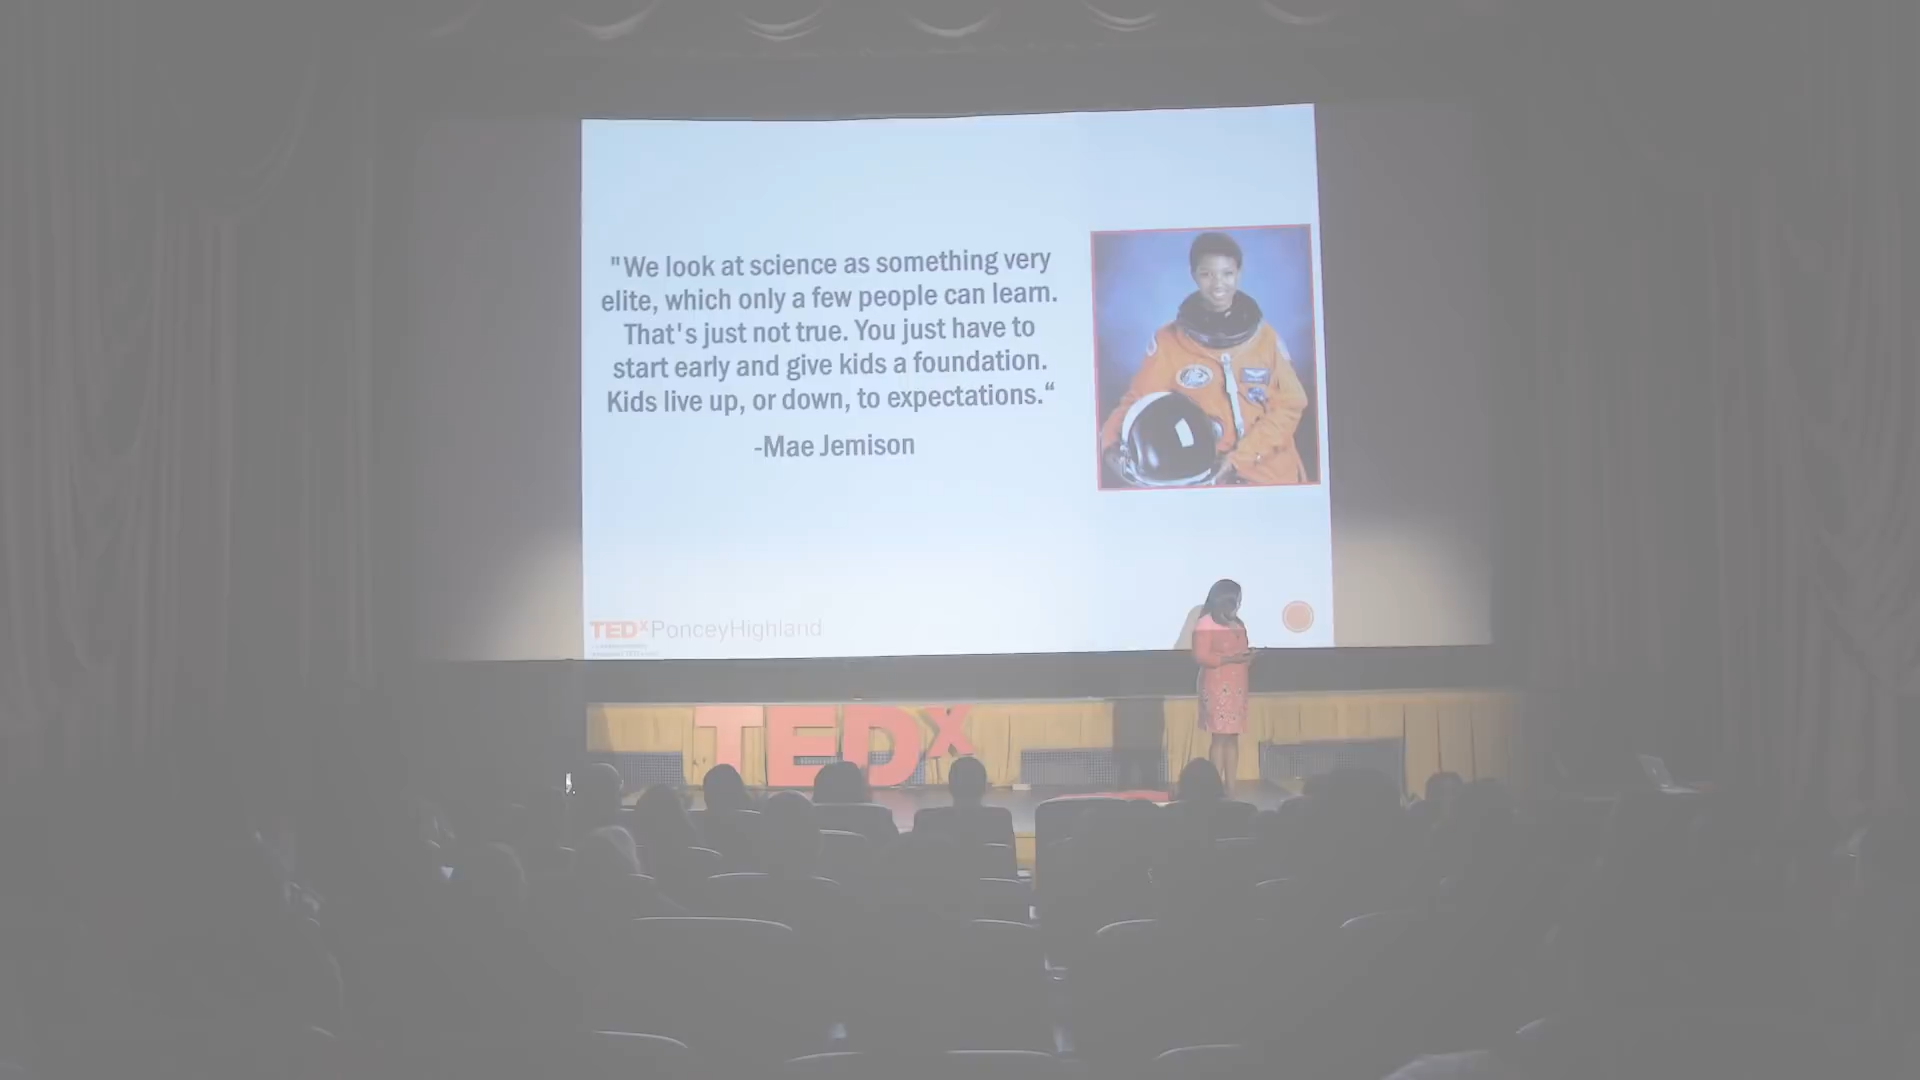 "We look at science as something very
elite, which only a few people can learn.
That's just not true. You just have to
start early and give kids a foundation.
Kids live up, or down, to expectations.“
-Mae Jemison
TEDxPonceyHighland
TEDx